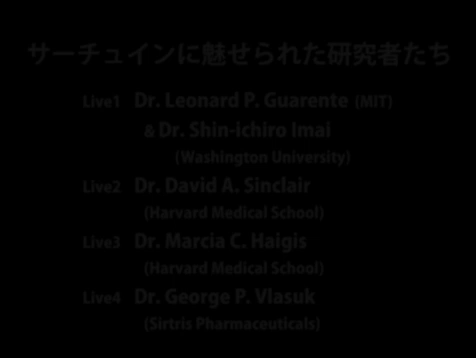 サーチュインに魅せられた研究者たち
Live1 Dr. Leonard P. Guarente (MIT)
& Dr. Shin-ichiro Imai
(Washington University)
Live2 Dr. David A. Sinclair
(Harvard Medical School)
Live3 Dr. Marcia C. Haigis
(Harvard Medical School)
Live4 Dr. George P. Vlasuk
(Sirtris Pharmaceuticals)